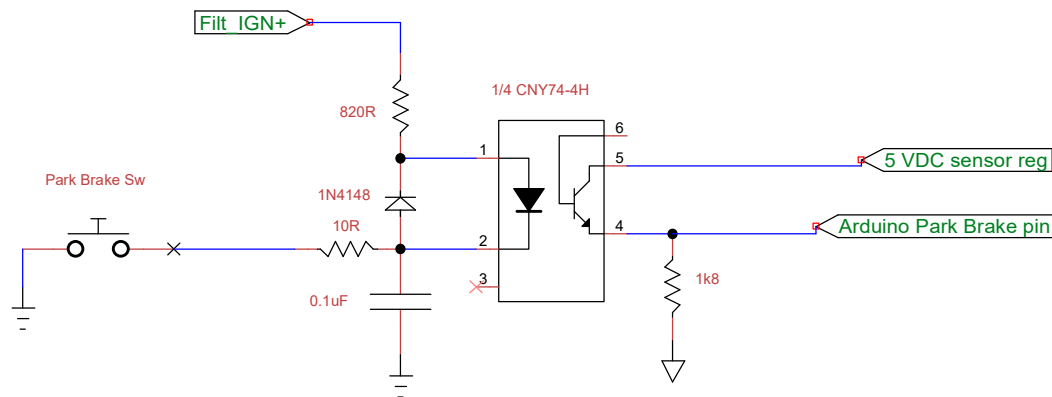 Filt_IGN+
1/4 CNY74-4H
820R
6
1
5
5 VDC sensor reg
Park Brake Sw
1N4148
10R
2
4
Arduino Park Brake pin
3
1k8
0.1uF